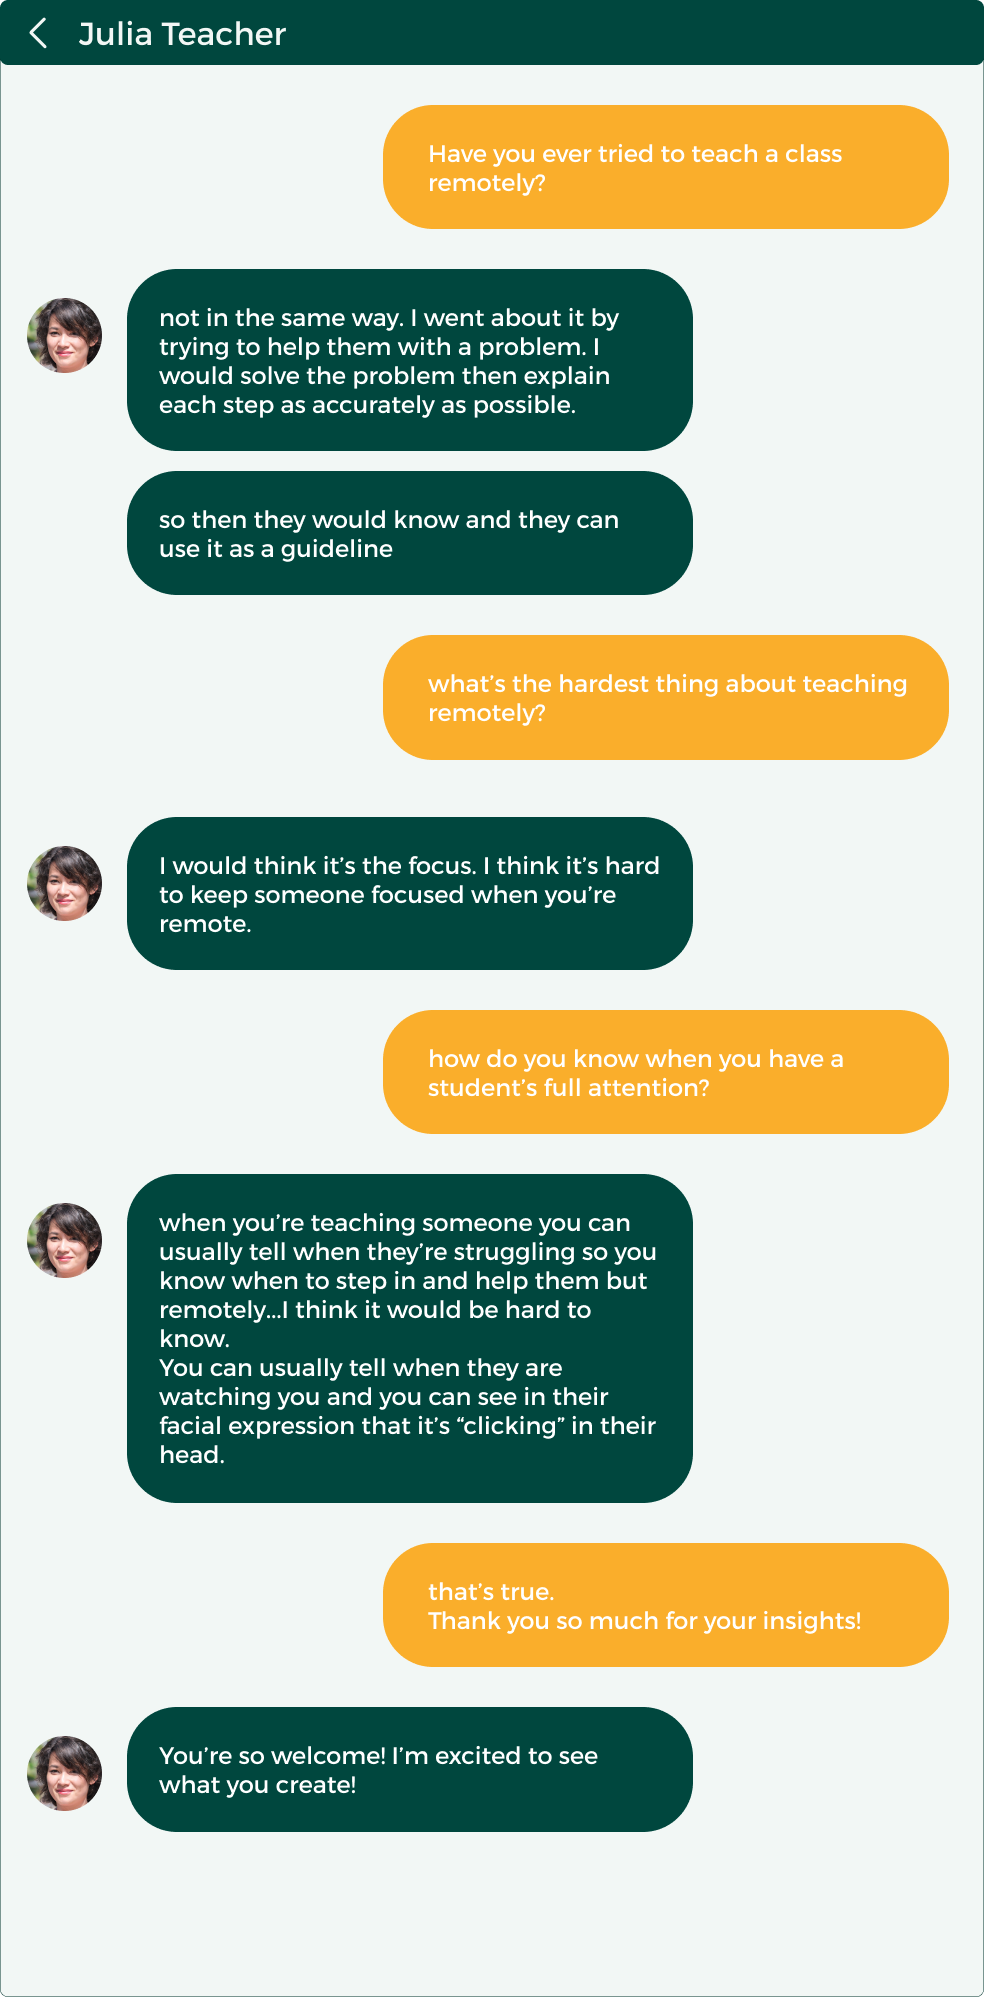 Julia Teacher
Have you ever tried to teach a class
remotely?
not in the same way. I went about it by
trying to help them with a problem. I
would solve the problem then explain
each step as accurately as possible.
so then they would know and they can
use it as a guideline
what’s the hardest thing about teaching
remotely?
I would think it’s the focus. I think it’s hard
to keep someone focused when you’re
remote.
how do you know when you have a
student’s full attention?
when you’re teaching someone you can
usually tell when they’re struggling so you
know when to step in and help them but
remotely...I think it would be hard to
know.
You can usually tell when they are
watching you and you can see in their
facial expression that it’s “clicking” in their
head.
that’s true.
Thank you so much for your insights!
You’re so welcome! I’m excited to see
what you create!